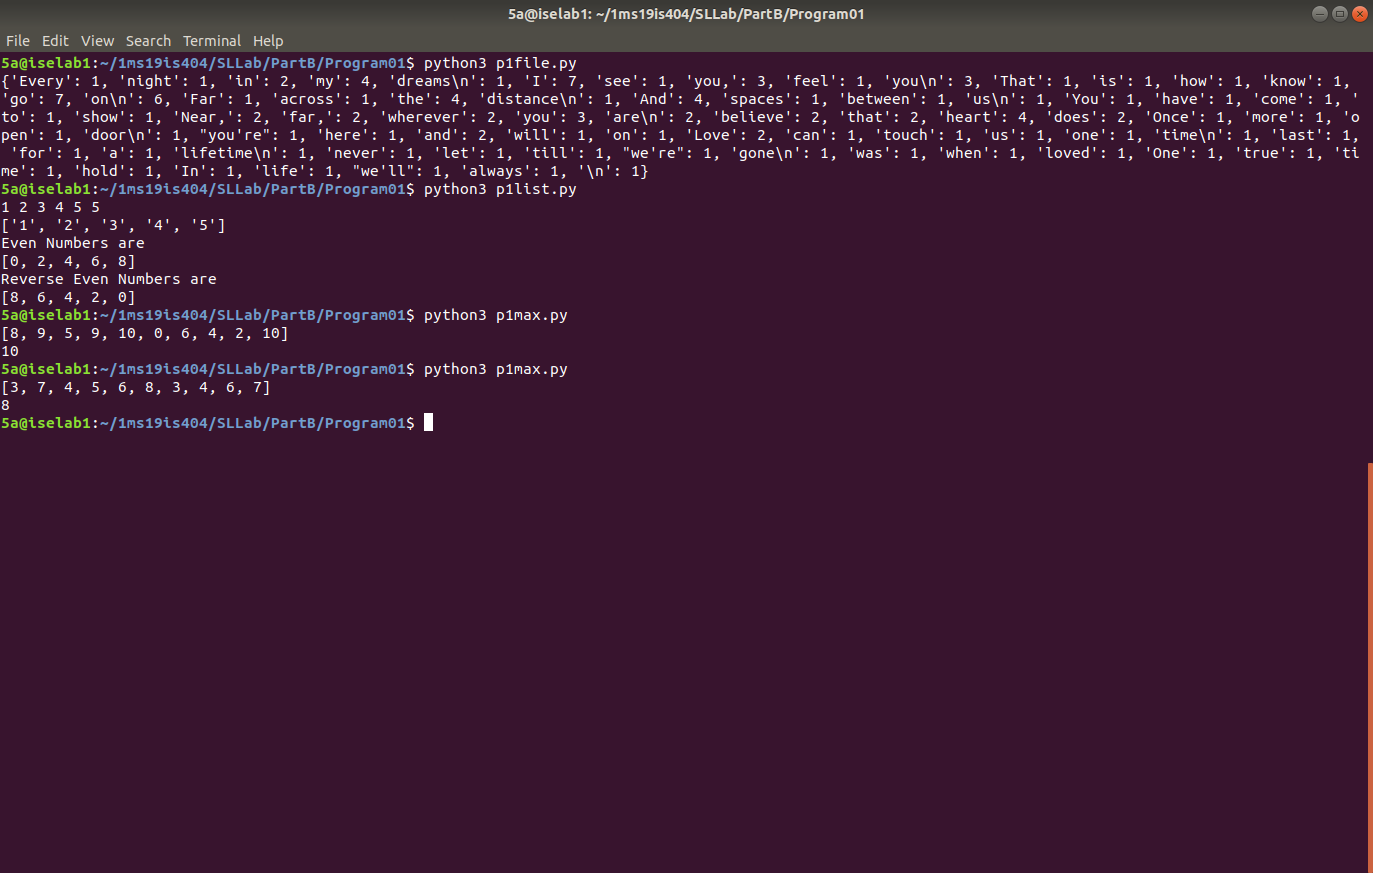 5a@iselab1: ~/1ms19is404/SLLab/PartB/Program01
File Edit View Search Terminal Help
5a@iselab1:~/1ms19is404/SLLab/PartB/Program01$ python3 p1file.py
{'Every': 1, 'night': 1, 'in': 2, 'my': 4, 'dreams\n': 1, 'I': 7, 'see': 1, 'you,': 3, 'feel': 1, 'you\n': 3, 'That': 1, 'is': 1, 'how': 1, 'know': 1,
'go': 7, 'on\n': 6, 'Far': 1, 'across': 1, 'the': 4, 'distance\n': 1, 'And': 4, 'spaces': 1, 'between': 1, 'us\n': 1, 'You': 1, 'have': 1, 'come': 1, '
to': 1, 'show': 1, 'Near,': 2, 'far,': 2, 'wherever': 2, 'you': 3, 'are\n': 2, 'believe': 2, 'that': 2, 'heart': 4, 'does': 2, 'Once': 1, 'more': 1, 'o
pen': 1, 'door\n': 1, "you're": 1, 'here': 1, 'and': 2, 'will': 1, 'on': 1, 'Love': 2, 'can': 1, 'touch': 1, 'us': 1, 'one': 1, 'time\n': 1, 'last': 1,
 'for': 1, 'a': 1, 'lifetime\n': 1, 'never': 1, 'let': 1, 'till': 1, "we're": 1, 'gone\n': 1, 'was': 1, 'when': 1, 'loved': 1, 'One': 1, 'true': 1, 'ti
me': 1, 'hold': 1, 'In': 1, 'life': 1, "we'll": 1, 'always': 1, '\n': 1}
5a@iselab1:~/1ms19is404/SLLab/PartB/Program01$ python3 p1list.py
1 2 3 4 5 5
['1', '2', '3', '4', '5']
Even Numbers are
[0, 2, 4, 6, 8]
Reverse Even Numbers are
[8, 6, 4, 2, 0]
5a@iselab1:~/1ms19is404/SLLab/PartB/Program01$ python3 p1max.py
[8, 9, 5, 9, 10, 0, 6, 4, 2, 10]
10
5a@iselab1:~/1ms19is404/SLLab/PartB/Program01$ python3 p1max.py
[3, 7, 4, 5, 6, 8, 3, 4, 6, 7]
8
5a@iselab1:~/1ms19is404/SLLab/PartB/Program01$